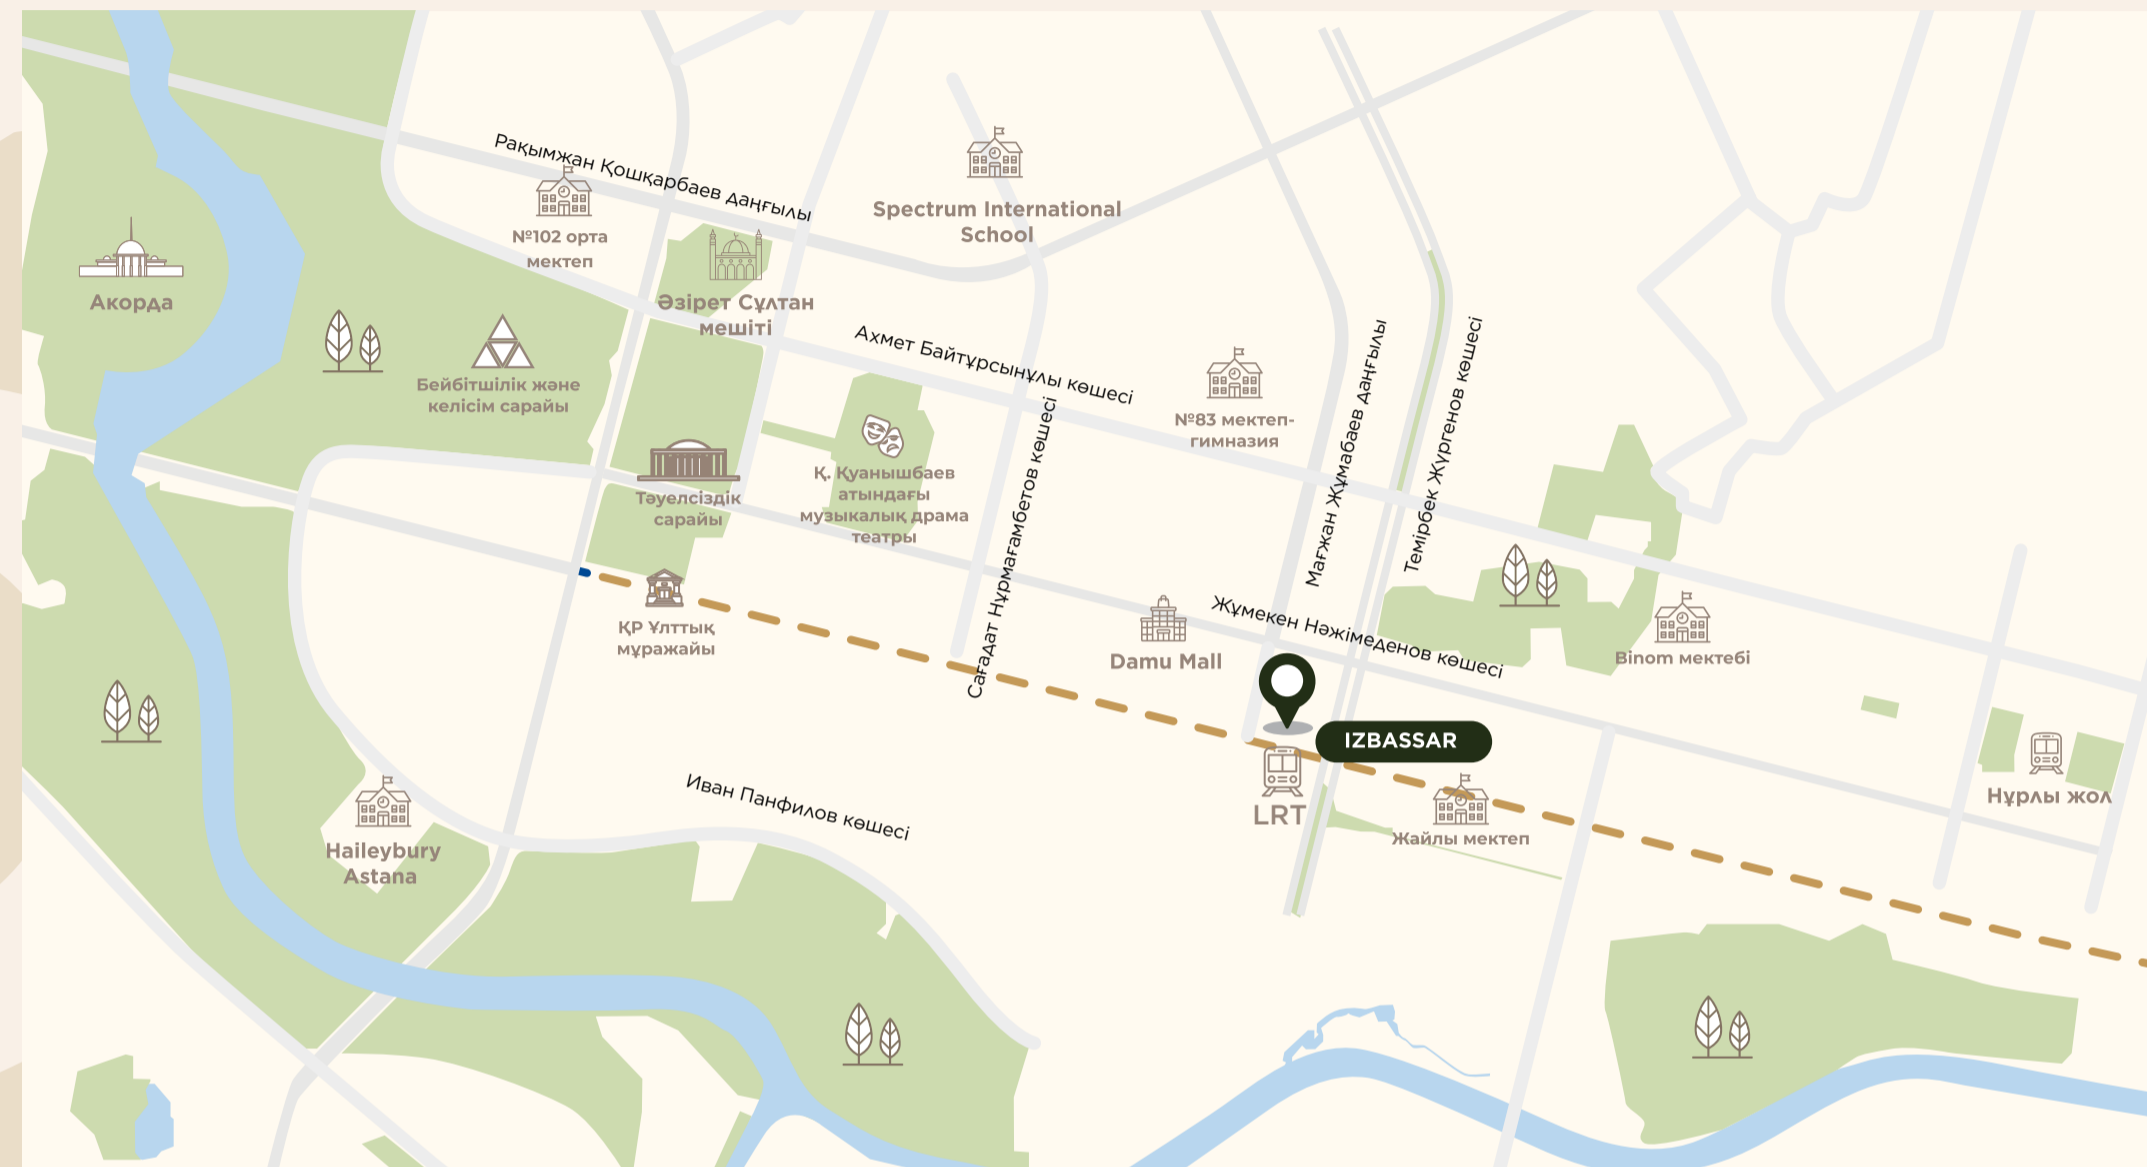 Рақымжан Қошқарбаев даңғылы
№102 орта
мектеп
Spectrum International
School
Акорда
Әзірет Сұлтан
мешіті
Бейбітшілік және
келісім сарайы
Ахмет Байтұрсынұлы көшесі
№83 мектеп-
гимназия
Мағжан Жұмабаев даңғылы
Темірбек Жүргенов көшесі
Сағадат Нұрмағамбетов көшесі
Қ. Қуанышбаев
атындағы
музыкалық драма
театры
Тәуелсіздік
сарайы
ҚР Ұлттық
мұражайы
Damu Mall
Жұмекен Нәжімеденов көшесі
Binom мектебі
IZBASSAR
LRT
Жайлы мектеп
Нұрлы жол
Иван Панфилов көшесі
Haileybury
Astana